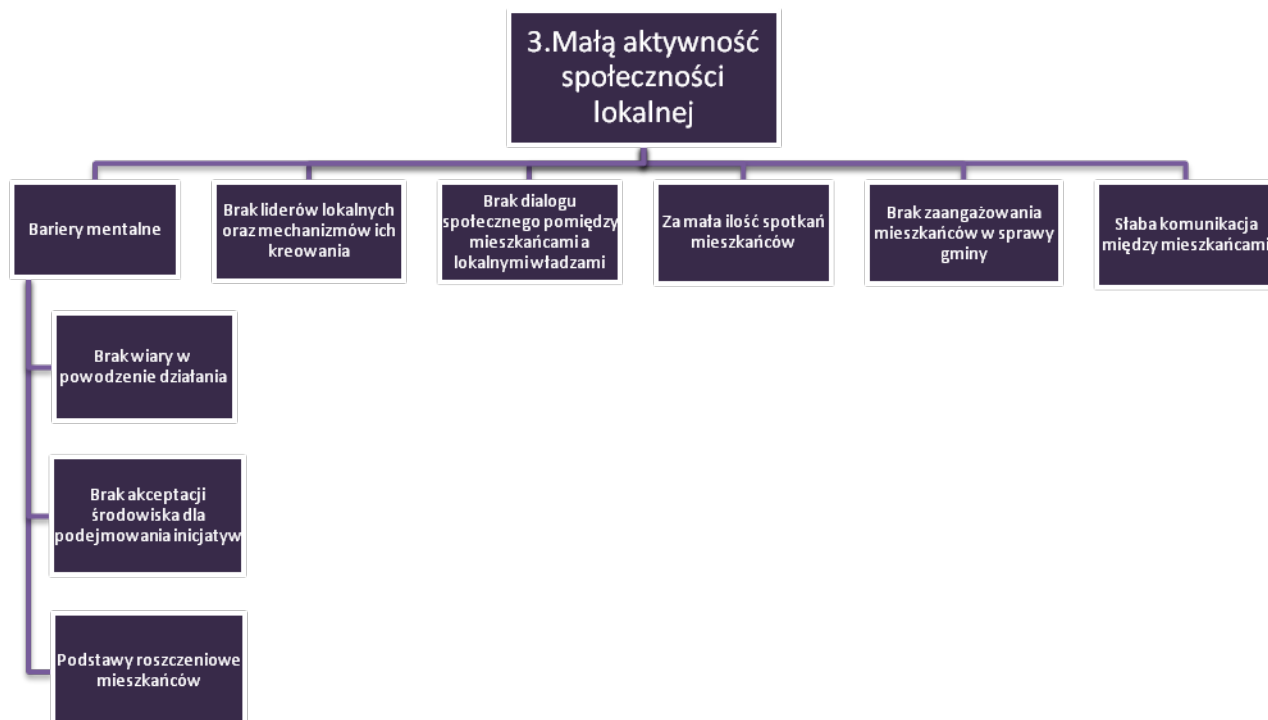 3.Małą aktywność
społeczności
lokalnej
Bariery mentalne
Brak liderów lokalnych
oraz mechanizmów ich
kreowania
Brak dialogu
społecznego pomiędzy
mieszkańcami a
lokalnymi władzami
Za mała ilość spotkań
mieszkańców
Brak zaangażowania
mieszkańców w sprawy
gminy
Słaba komunikacja
między mieszkańcami
Brak wiary w
powodzenie działania
Brak akceptacji
środowiska dla
podejmowania inicjatyw
Podstawy roszczeniowe
mieszkańców